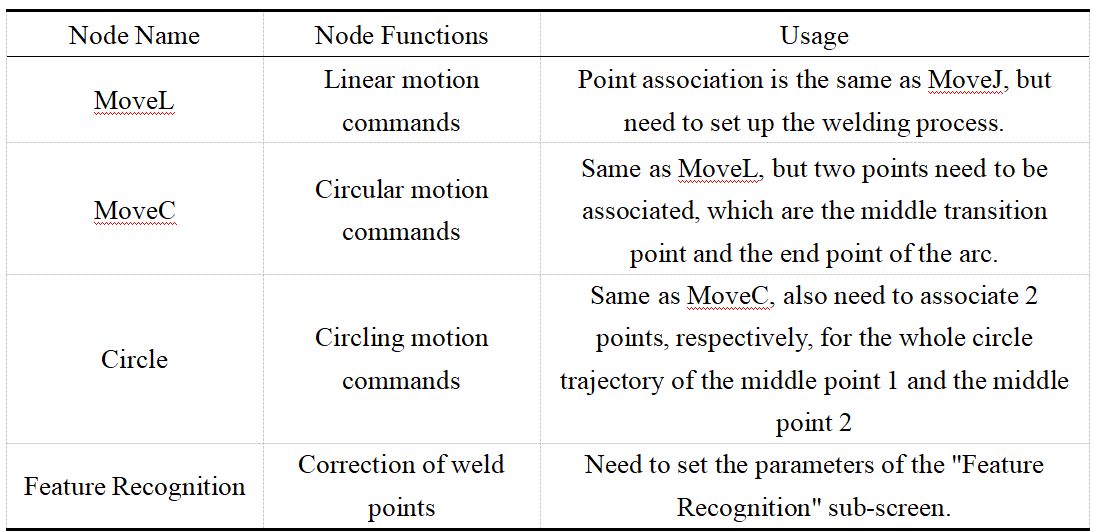 Node Name Node Functions Usage
MoveL
Linear motion
commands
Point association is the same as MoveJ, but
need to set up the welding process.
MoveC
Circular motion
commands
Same as MoveL, but two points need to be
associated, which are the middle transition
point and the end point of the arc.
Circle
Circling motion
commands
Same as MoveC, also need to associate 2
points, respectively, for the whole circle
trajectory of the middle point 1 and the middle
point 2
Feature Recognition
Correction of weld
points
Need to set the parameters of the "Feature
Recognition" sub-screen.